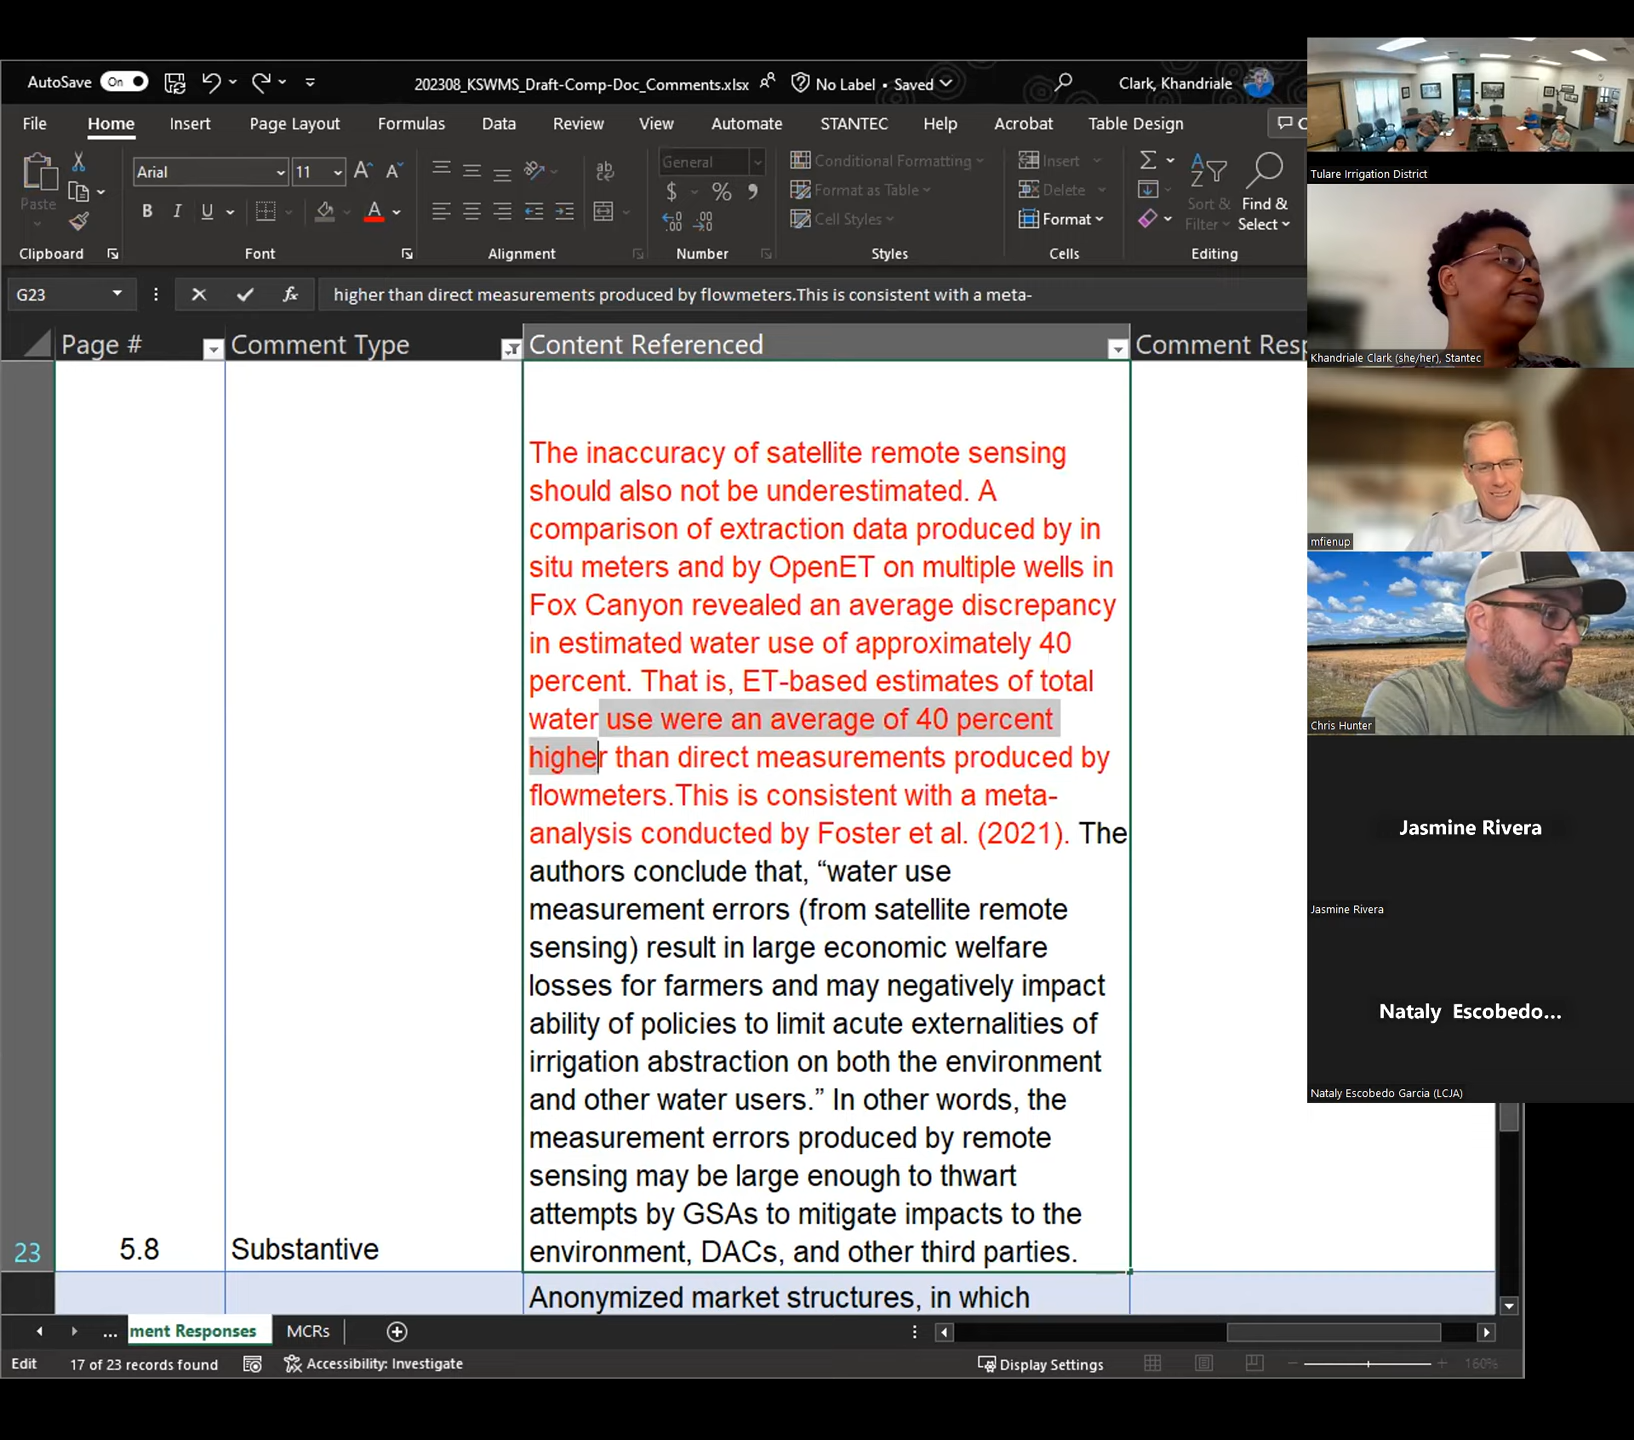 AutoSave On 202308_KSWMS_Draft-Comp-Doc_Comments.xlsx No Label • Saved Clark, Khandriale
File Home Insert Page Layout Formulas Data Review View Automate STANTEC Help Acrobat Table Design
Paste
Arial 11
B I U A
General
$ % 9
Conditional Formatting
Format as Table
Cell Styles
Insert
Delete
Format
Sort & Filter
Find & Select
Clipboard Font Alignment Number Styles Cells Editing
G23 fx higher than direct measurements produced by flowmeters.This is consistent with a meta-
Page # Comment Type Content Referenced Comment Resp
The inaccuracy of satellite remote sensing
should also not be underestimated. A
comparison of extraction data produced by in
situ meters and by OpenET on multiple wells in
Fox Canyon revealed an average discrepancy
in estimated water use of approximately 40
percent. That is, ET-based estimates of total
water use were an average of 40 percent
higher than direct measurements produced by
flowmeters.This is consistent with a meta-
analysis conducted by Foster et al. (2021). The
authors conclude that, “water use
measurement errors (from satellite remote
sensing) result in large economic welfare
losses for farmers and may negatively impact
ability of policies to limit acute externalities of
irrigation abstraction on both the environment
and other water users.” In other words, the
measurement errors produced by remote
sensing may be large enough to thwart
attempts by GSAs to mitigate impacts to the
environment, DACs, and other third parties.
23 5.8 Substantive
Anonymized market structures, in which
... ment Responses MCRs
Edit 17 of 23 records found Accessibility: Investigate Display Settings 160%
Tulare Irrigation District
Khandriale Clark (she/her), Stantec
mfienup
Chris Hunter
Jasmine Rivera
Jasmine Rivera
Nataly Escobedo...
Nataly Escobedo Garcia (LCJA)